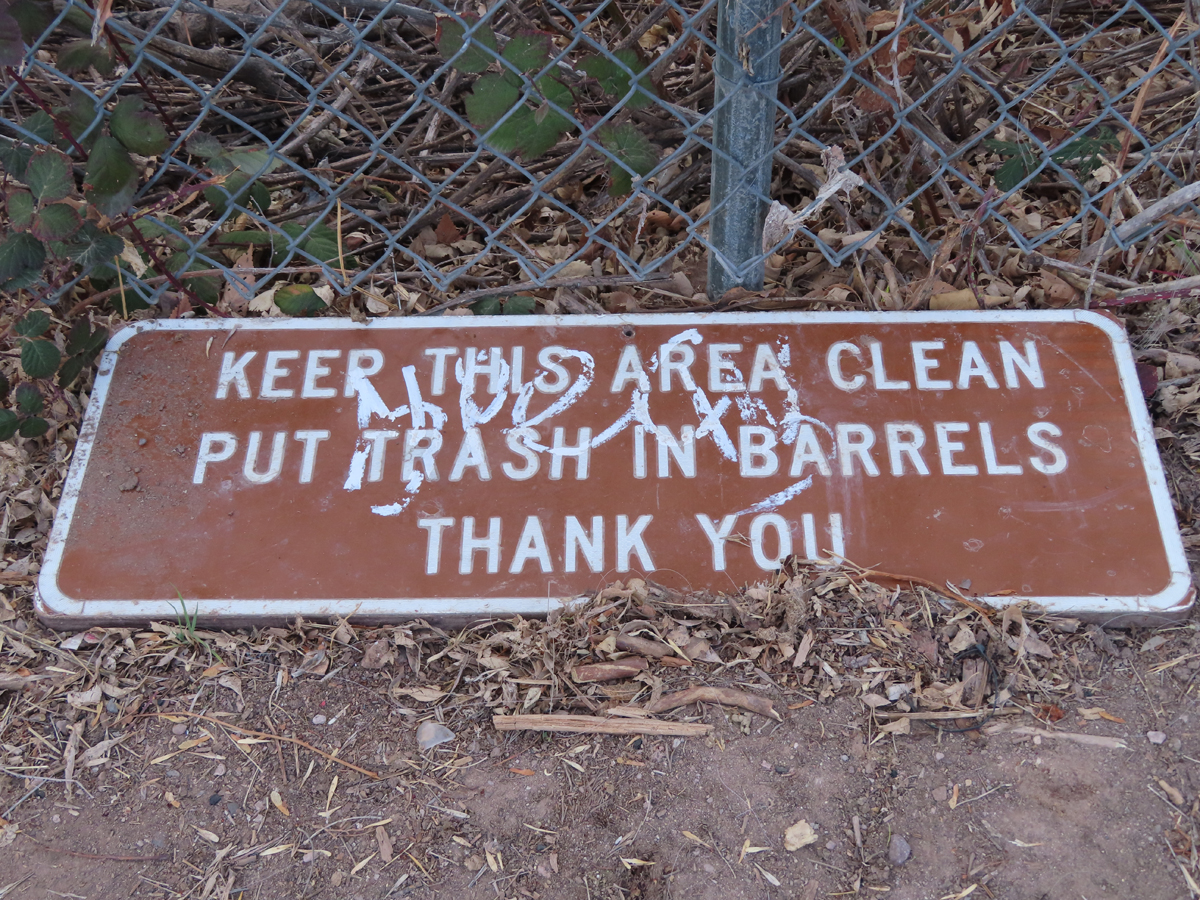 KEEP THIS AREA CLEAN
PUT TRASH IN BARRELS
THANK YOU